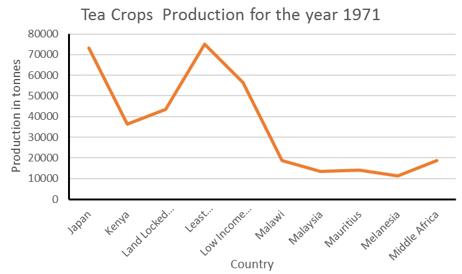 Tea Crops Production for the year 1971
80000
70000
60000
50000
40000
30000
20000
10000
0
Production in tonnes
Japan
Kenya
Land Locked...
Least...
Low Income...
Malawi
Malaysia
Mauritius
Melanesia
Middle Africa
Country